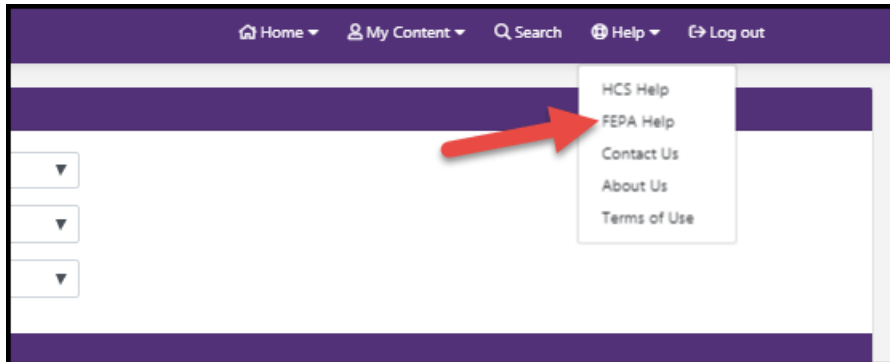 Home My Content Search Help Log out
HCS Help
FEPA Help
Contact Us
About Us
Terms of Use